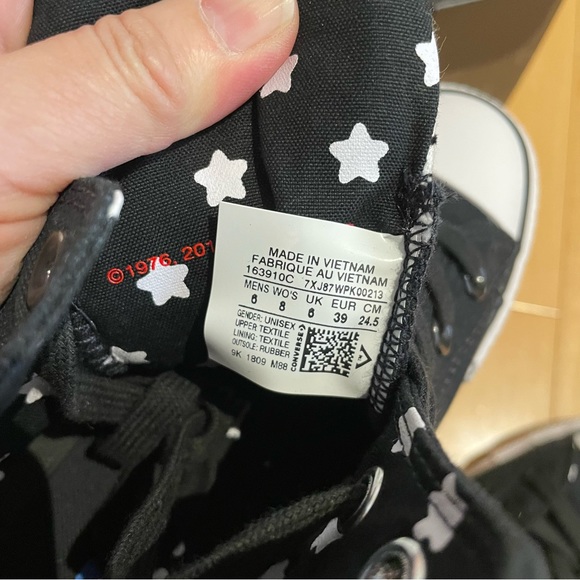 ©1976, 201
MADE IN VIETNAM
FABRIQUE AU VIETNAM
163910C 7XJ87WPK00213
MENS WO'S UK EUR CM
6 8 6 39 24.5
GENDER: UNISEX
UPPER: TEXTILE
LINING: TEXTILE
OUTSOLE: RUBBER
9K 1809 M88
CONVERSE